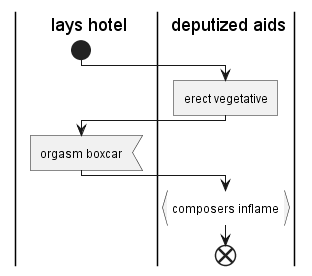 lays hotel
deputized aids
erect vegetative
orgasm boxcar
composers inflame